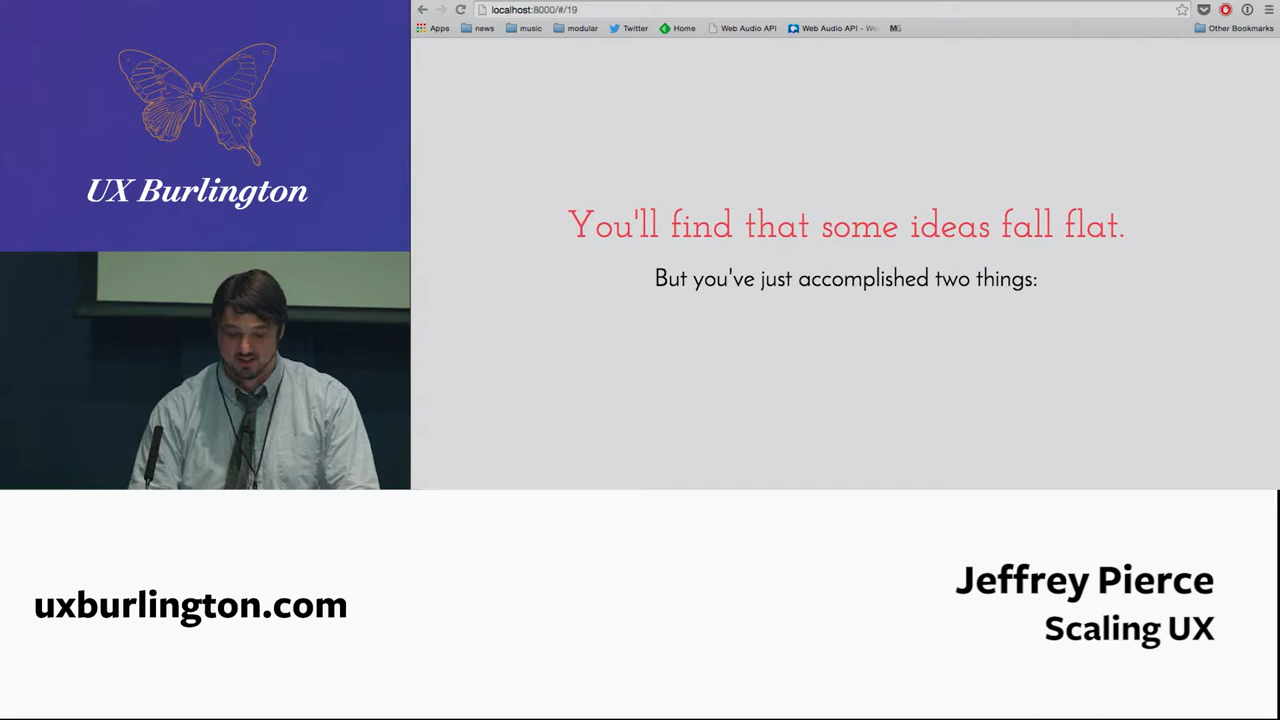 localhost:8000/#/19
Apps news music modular Twitter Home Web Audio API Web Audio API - We MG Other Bookmarks
UX Burlington
You'll find that some ideas fall flat.
But you've just accomplished two things:
uxburlington.com
Jeffrey Pierce
Scaling UX